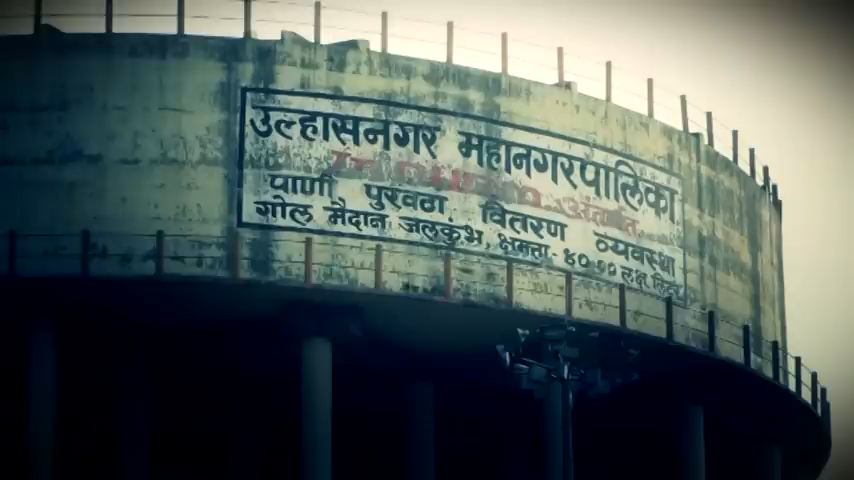 उल्हासनगर महानगरपालिका
पाणी पुरवठा वितरण व्यवस्था
गोल मैदान जलकुंभ, क्षमता - ४०.०० लक्ष लिटर